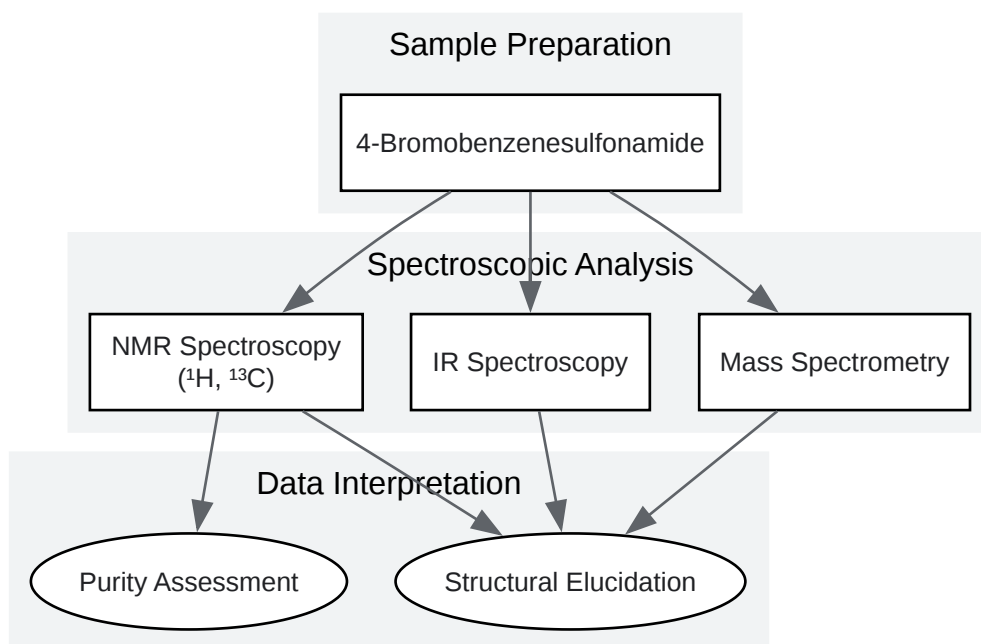 Sample Preparation
4-Bromobenzenesulfonamide
Spectroscopic Analysis
NMR Spectroscopy
(¹H, ¹³C)
IR Spectroscopy
Mass Spectrometry
Data Interpretation
Purity Assessment
Structural Elucidation